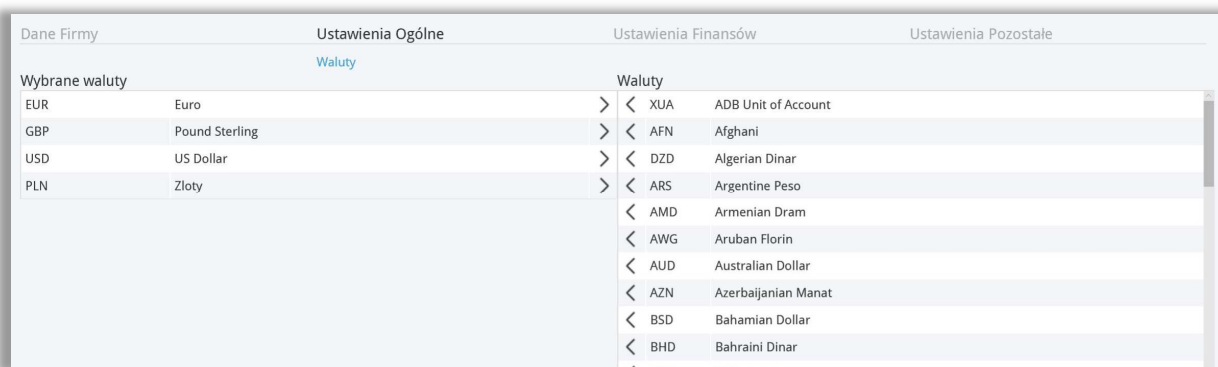 Dane Firmy Ustawienia Ogólne Ustawienia Finansów Ustawienia Pozostałe
Waluty
Wybrane waluty
EUR Euro
GBP Pound Sterling
USD US Dollar
PLN Zloty
Waluty
XUA ADB Unit of Account
AFN Afghani
DZD Algerian Dinar
ARS Argentine Peso
AMD Armenian Dram
AWG Aruban Florin
AUD Australian Dollar
AZN Azerbaijanian Manat
BSD Bahamian Dollar
BHD Bahraini Dinar